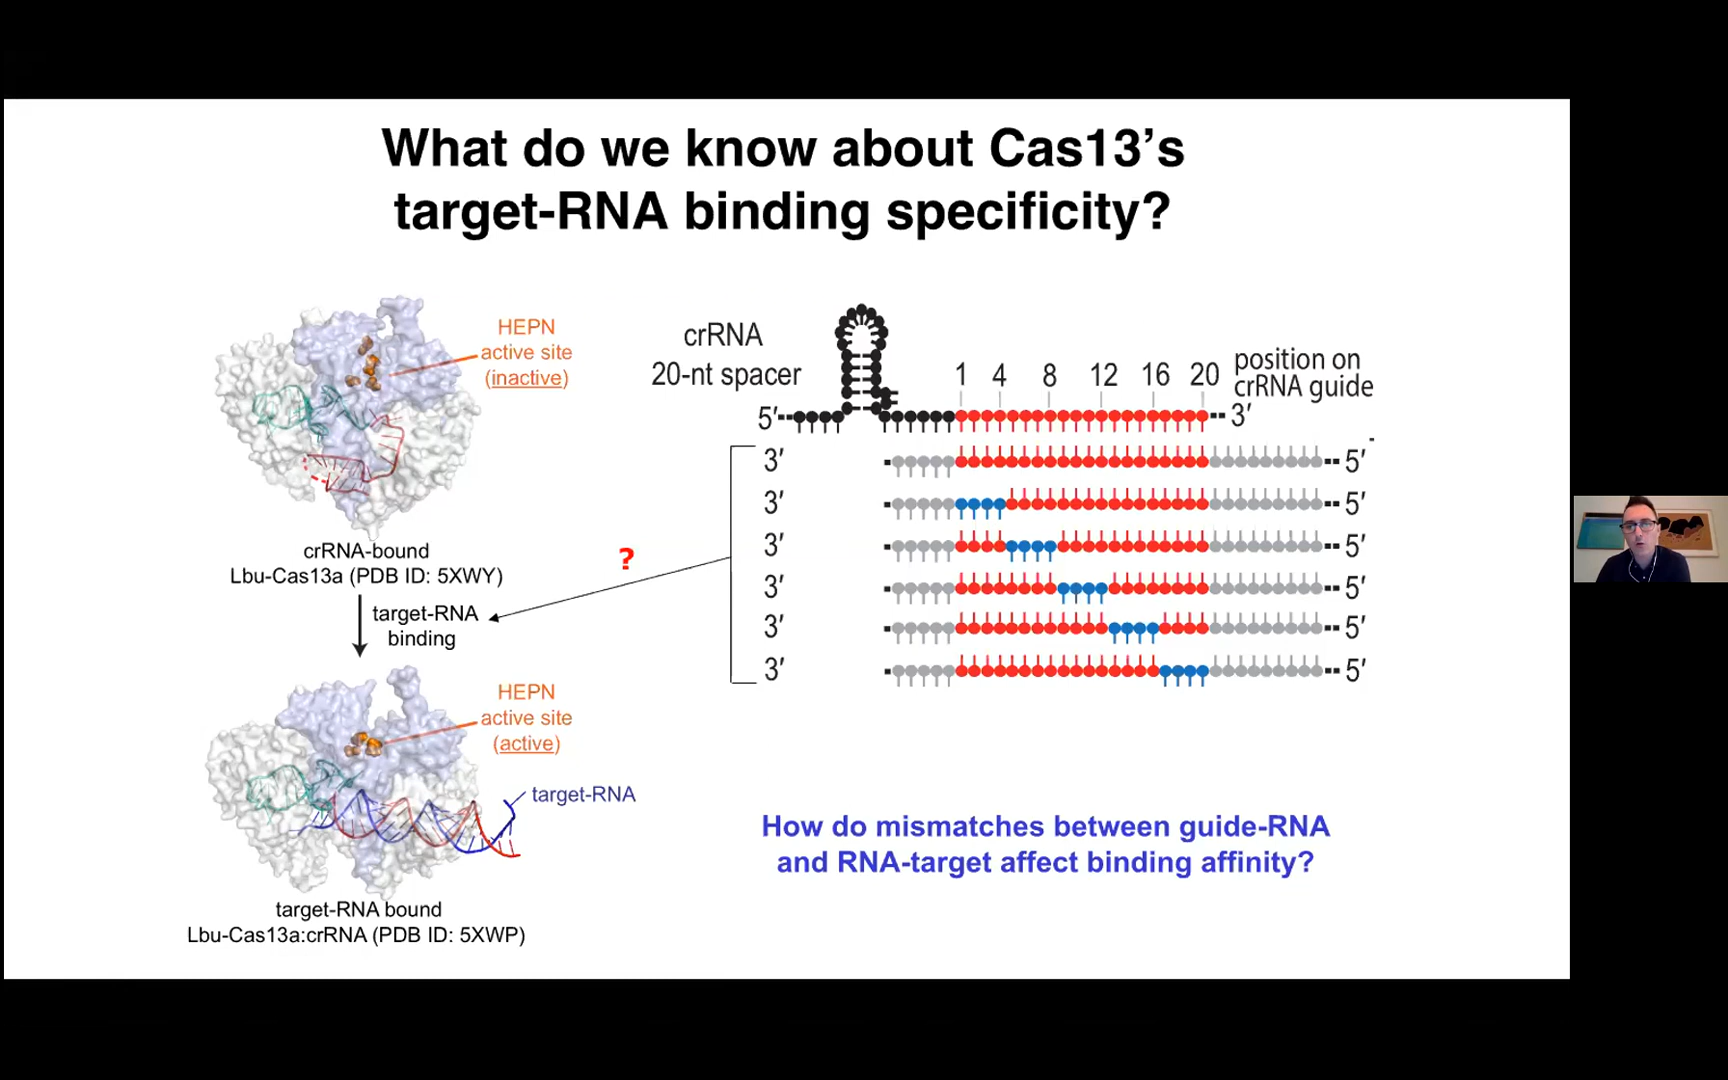 What do we know about Cas13’s
target-RNA binding specificity?
HEPN
active site
(inactive)
crRNA-bound
Lbu-Cas13a (PDB ID: 5XWY)
target-RNA
binding
HEPN
active site
(active)
target-RNA
target-RNA bound
Lbu-Cas13a:crRNA (PDB ID: 5XWP)
?
crRNA
20-nt spacer
1 4 8 12 16 20
position on
crRNA guide
5′ 3′
3′ 5′
3′ 5′
3′ 5′
3′ 5′
3′ 5′
3′ 5′
How do mismatches between guide-RNA
and RNA-target affect binding affinity?